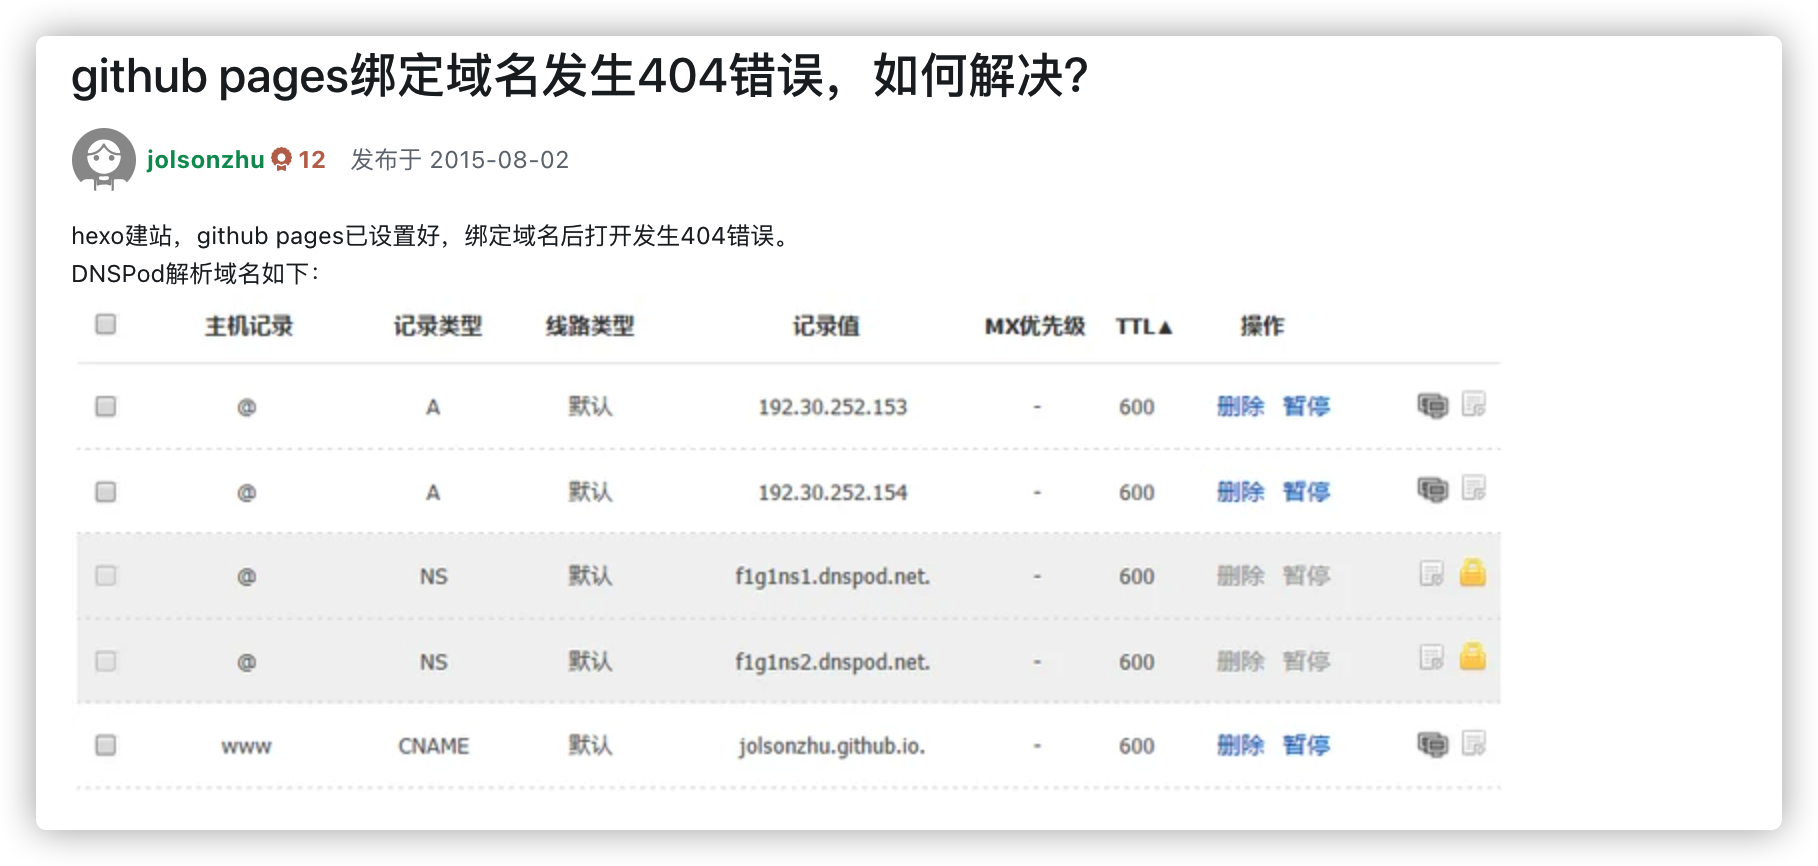 github pages绑定域名发生404错误，如何解决？
jolsonzhu 12 发布于 2015-08-02
hexo建站，github pages已设置好，绑定域名后打开发生404错误。
DNSPod解析域名如下：
主机记录 记录类型 线路类型 记录值 MX优先级 TTL▲ 操作
@ A 默认 192.30.252.153 - 600 删除 暂停
@ A 默认 192.30.252.154 - 600 删除 暂停
@ NS 默认 f1g1ns1.dnspod.net. - 600 删除 暂停
@ NS 默认 f1g1ns2.dnspod.net. - 600 删除 暂停
www CNAME 默认 jolsonzhu.github.io. - 600 删除 暂停